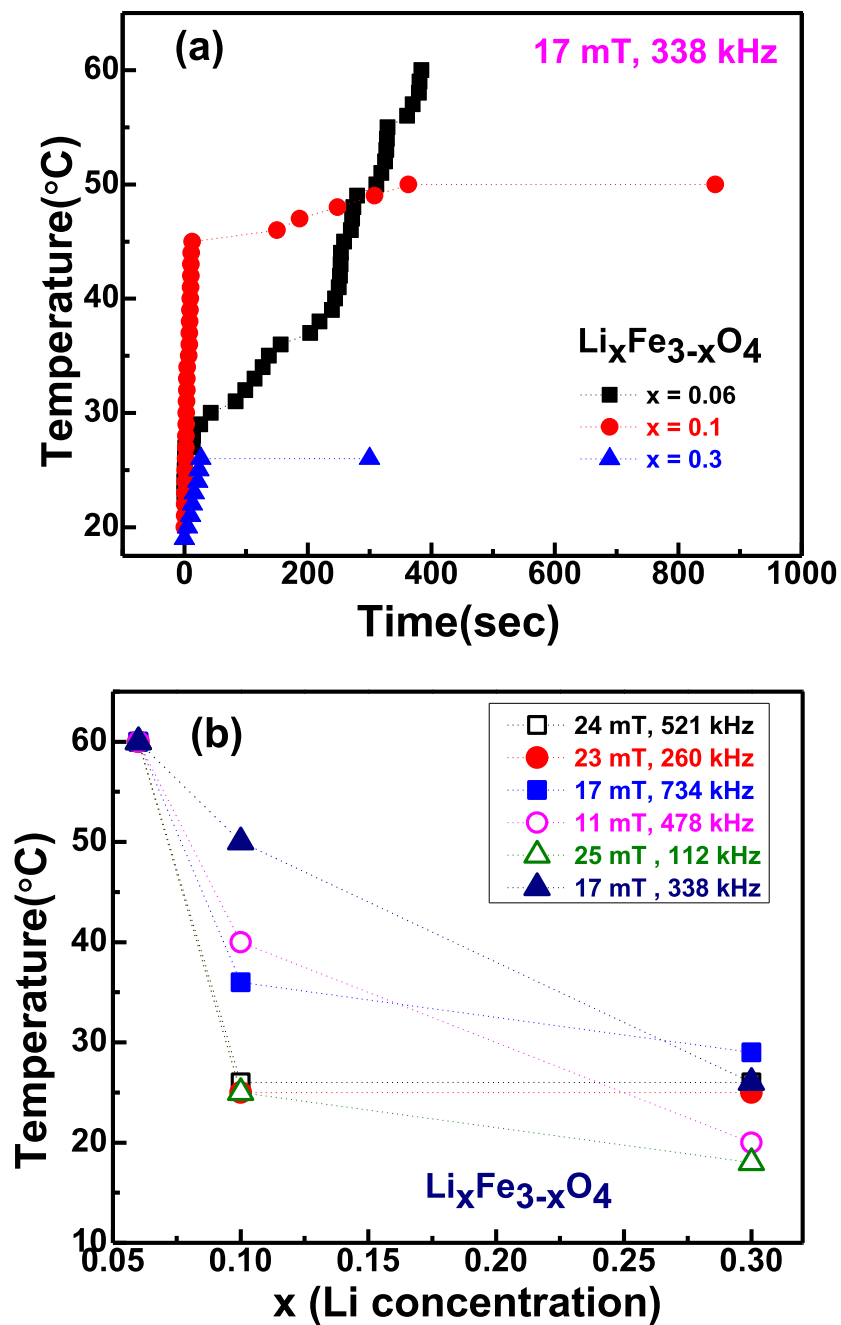 (a)
17 mT, 338 kHz
60
50
40
30
20
Temperature(°C)
LixFe3-xO4
x = 0.06
x = 0.1
x = 0.3
0 200 400 600 800 1000
Time(sec)
(b)
24 mT, 521 kHz
23 mT, 260 kHz
17 mT, 734 kHz
11 mT, 478 kHz
25 mT , 112 kHz
17 mT , 338 kHz
60
50
40
30
20
10
Temperature(°C)
LixFe3-xO4
0.05 0.10 0.15 0.20 0.25 0.30
x (Li concentration)